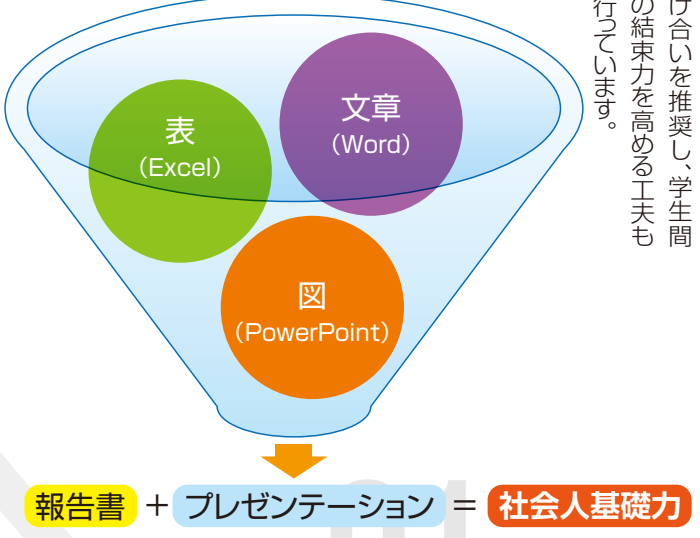 け合いを推奨し、学生間
の結束力を高める工夫も
行っています。
表
(Excel)
文章
(Word)
図
(PowerPoint)
報告書 + プレゼンテーション = 社会人基礎力